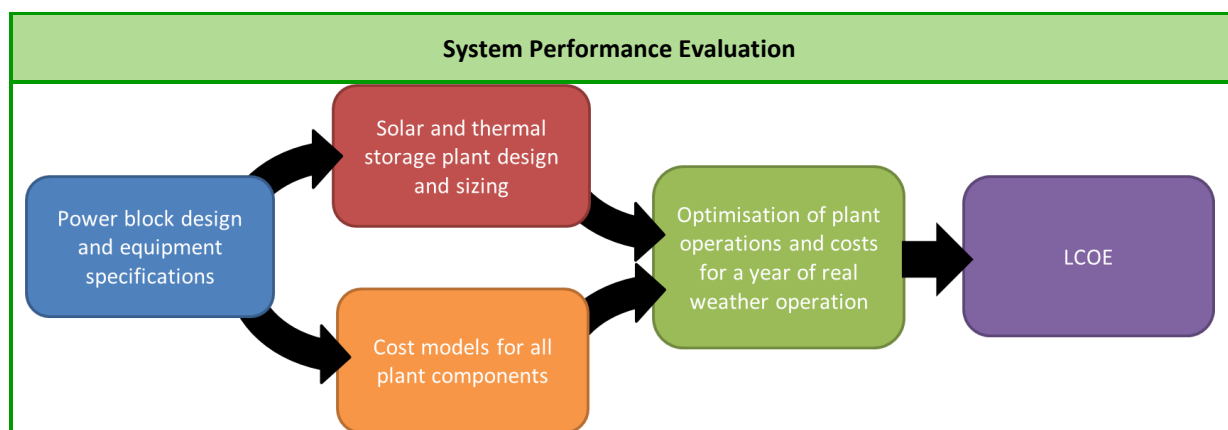 System Performance Evaluation
Solar and thermal
storage plant design
and sizing
Power block design
and equipment
specifications
Optimisation of plant
operations and costs
for a year of real
weather operation
LCOE
Cost models for all
plant components